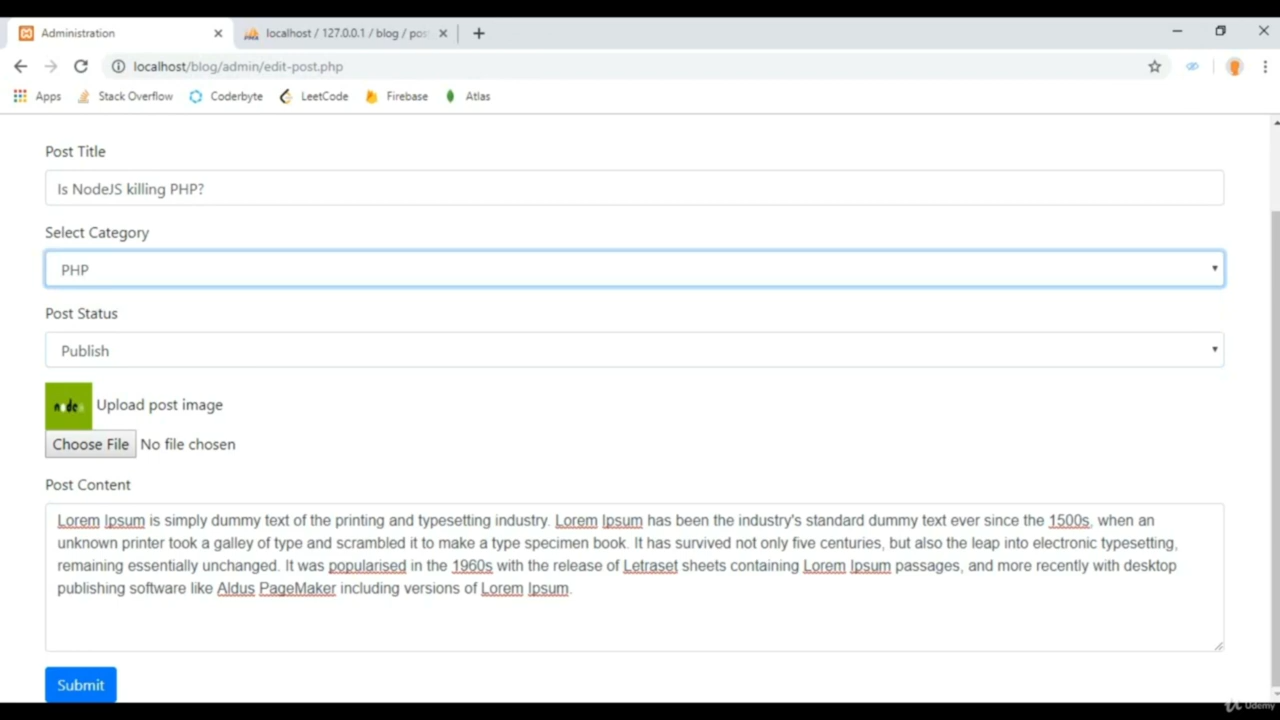 Administration
localhost / 127.0.0.1 / blog / pos
localhost/blog/admin/edit-post.php
Apps Stack Overflow Coderbyte LeetCode Firebase Atlas
Post Title
Is NodeJS killing PHP?
Select Category
PHP
Post Status
Publish
node
Upload post image
Choose File No file chosen
Post Content
Lorem Ipsum is simply dummy text of the printing and typesetting industry. Lorem Ipsum has been the industry's standard dummy text ever since the 1500s, when an
unknown printer took a galley of type and scrambled it to make a type specimen book. It has survived not only five centuries, but also the leap into electronic typesetting,
remaining essentially unchanged. It was popularised in the 1960s with the release of Letraset sheets containing Lorem Ipsum passages, and more recently with desktop
publishing software like Aldus PageMaker including versions of Lorem Ipsum.
Submit
Udemy